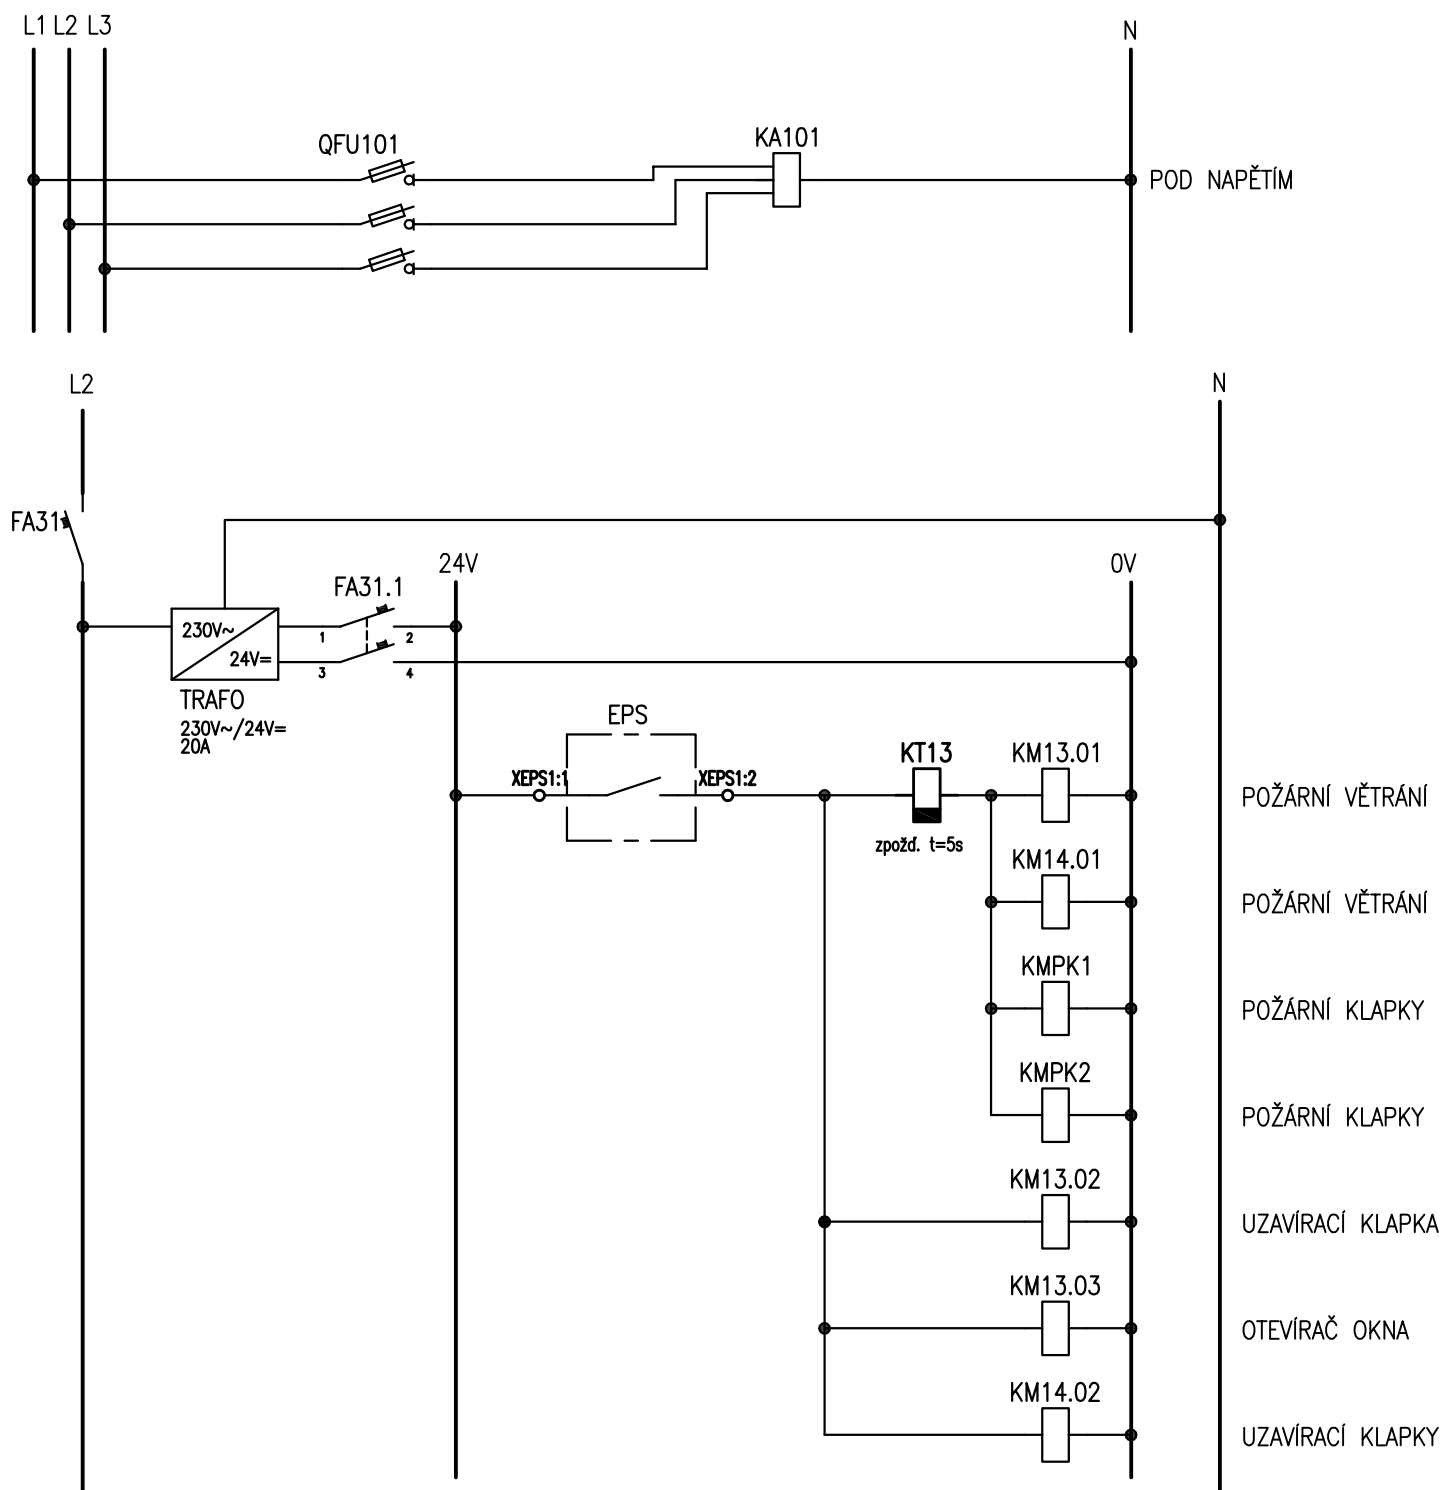 L1 L2 L3
N
QFU101
KA101
POD NAPĚTÍM
L2
N
FA31
24V
0V
FA31.1
230V~
24V=
1
2
3
4
TRAFO
230V~/24V=
20A
EPS
XEPS1:1
XEPS1:2
KT13
zpožď. t=5s
KM13.01
POŽÁRNÍ VĚTRÁNÍ
KM14.01
POŽÁRNÍ VĚTRÁNÍ
KMPK1
POŽÁRNÍ KLAPKY
KMPK2
POŽÁRNÍ KLAPKY
KM13.02
UZAVÍRACÍ KLAPKA
KM13.03
OTEVÍRAČ OKNA
KM14.02
UZAVÍRACÍ KLAPKY